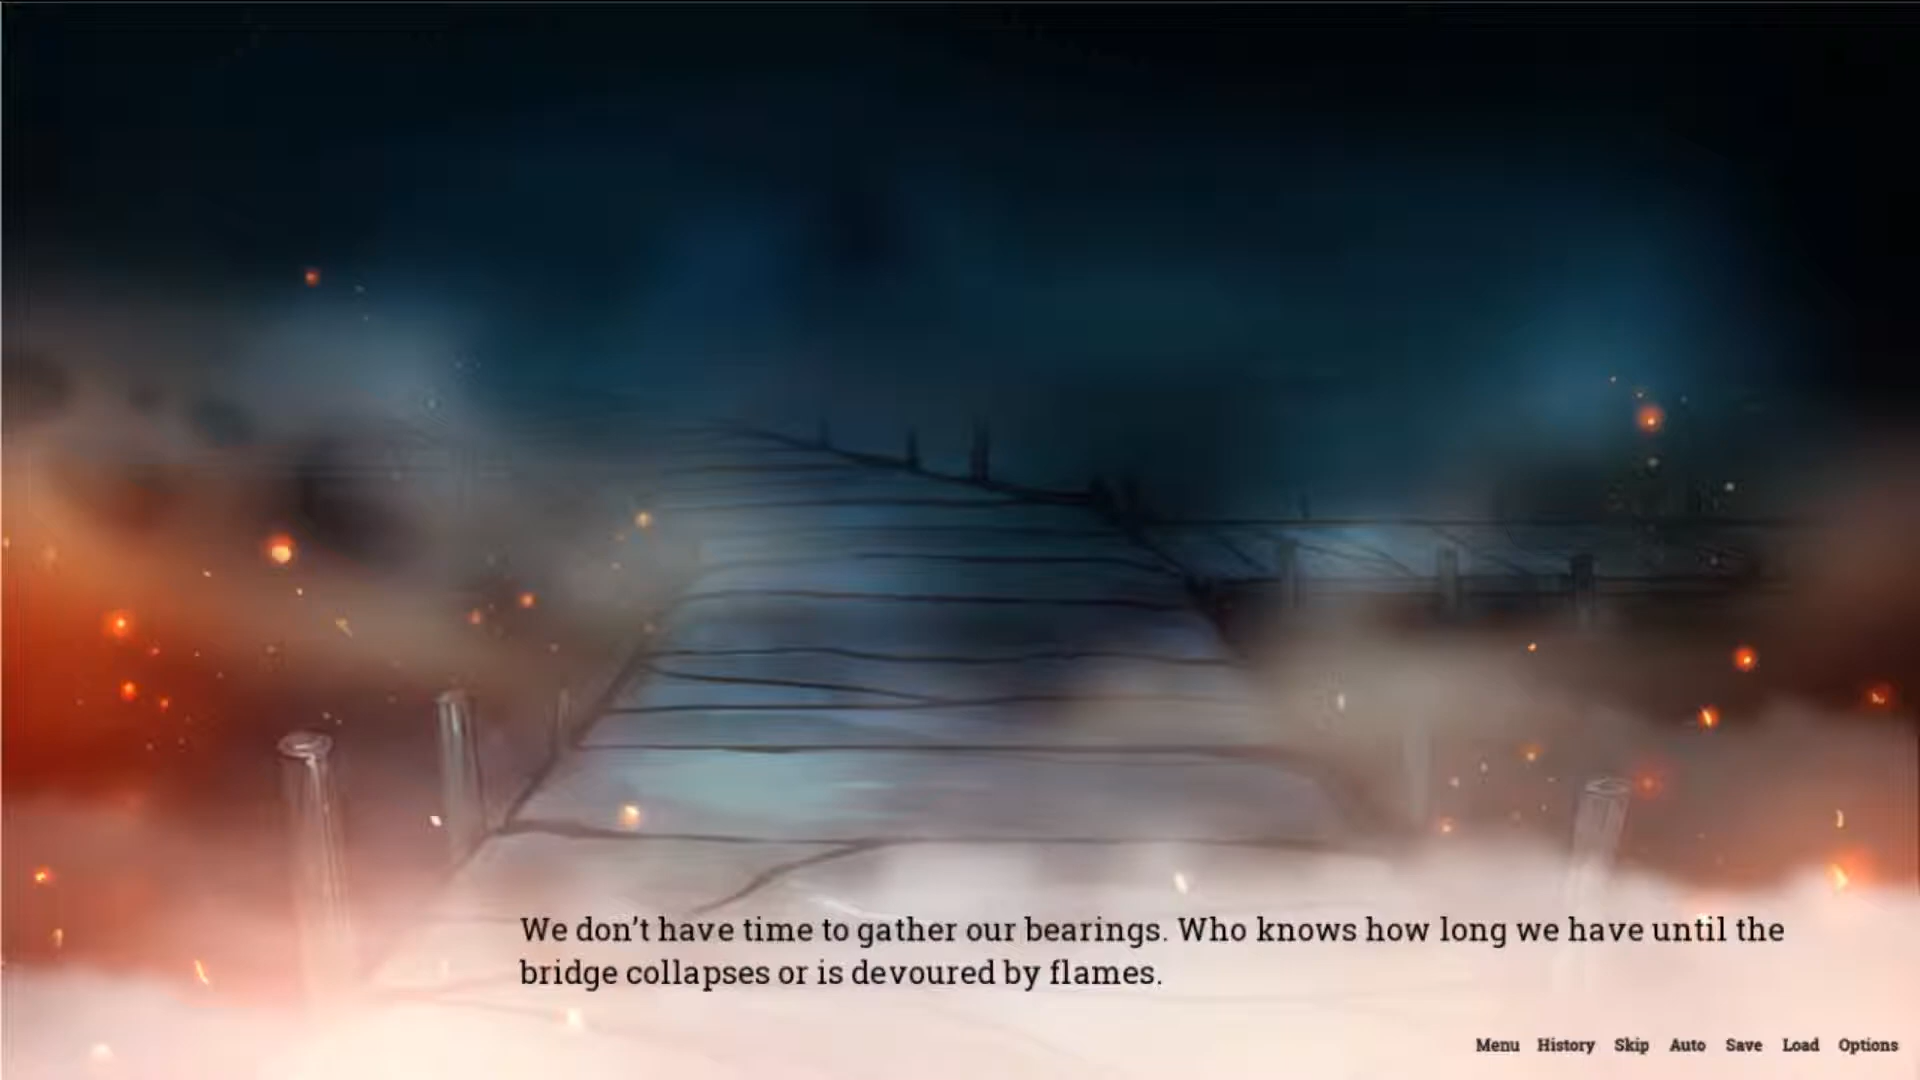 We don’t have time to gather our bearings. Who knows how long we have until the
bridge collapses or is devoured by flames.
Menu History Skip Auto Save Load Options